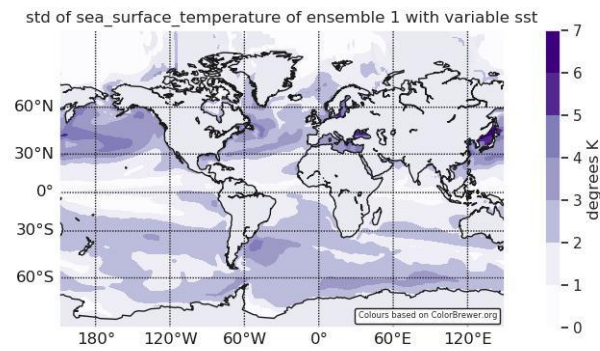 std of sea_surface_temperature of ensemble 1 with variable sst
60°N
30°N
0°
30°S
60°S
180° 120°W 60°W 0° 60°E 120°E
Colours based on ColorBrewer.org
7
6
5
4
3
2
1
0
degrees K